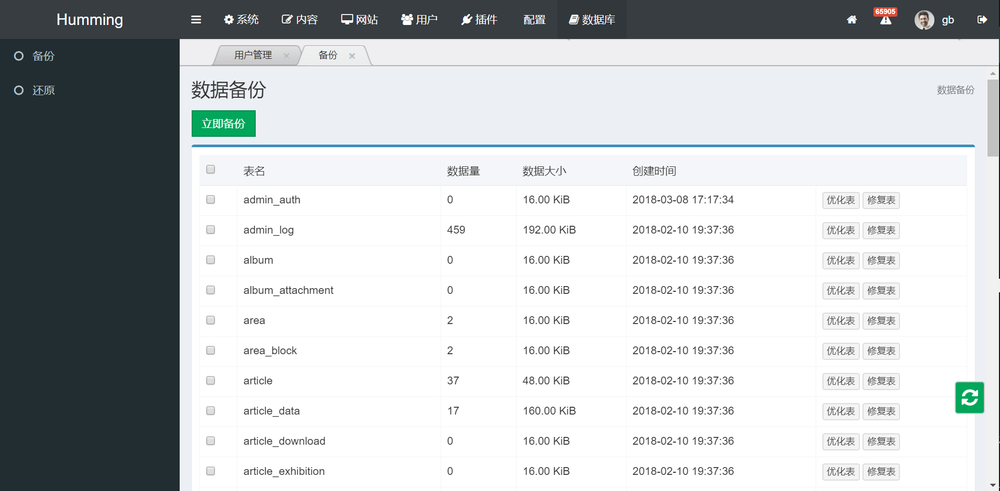 Humming
系统
内容
网站
用户
插件
配置
数据库
65905
gb
备份
还原
用户管理 ×
备份 ×
数据备份
数据备份
立即备份
表名 数据量 数据大小 创建时间
admin_auth 0 16.00 KiB 2018-03-08 17:17:34 优化表 修复表
admin_log 459 192.00 KiB 2018-02-10 19:37:36 优化表 修复表
album 0 16.00 KiB 2018-02-10 19:37:36 优化表 修复表
album_attachment 0 16.00 KiB 2018-02-10 19:37:36 优化表 修复表
area 2 16.00 KiB 2018-02-10 19:37:36 优化表 修复表
area_block 2 16.00 KiB 2018-02-10 19:37:36 优化表 修复表
article 37 48.00 KiB 2018-02-10 19:37:36 优化表 修复表
article_data 17 160.00 KiB 2018-02-10 19:37:36 优化表 修复表
article_download 0 16.00 KiB 2018-02-10 19:37:36 优化表 修复表
article_exhibition 0 16.00 KiB 2018-02-10 19:37:36 优化表 修复表